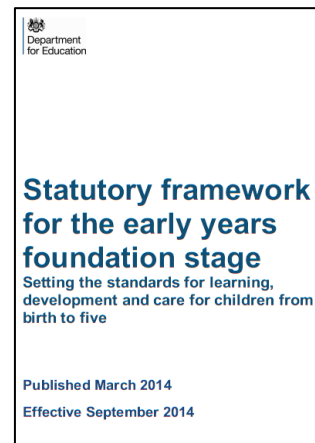 Department
for Education
Statutory framework
for the early years
foundation stage
Setting the standards for learning,
development and care for children from
birth to five
Published March 2014
Effective September 2014